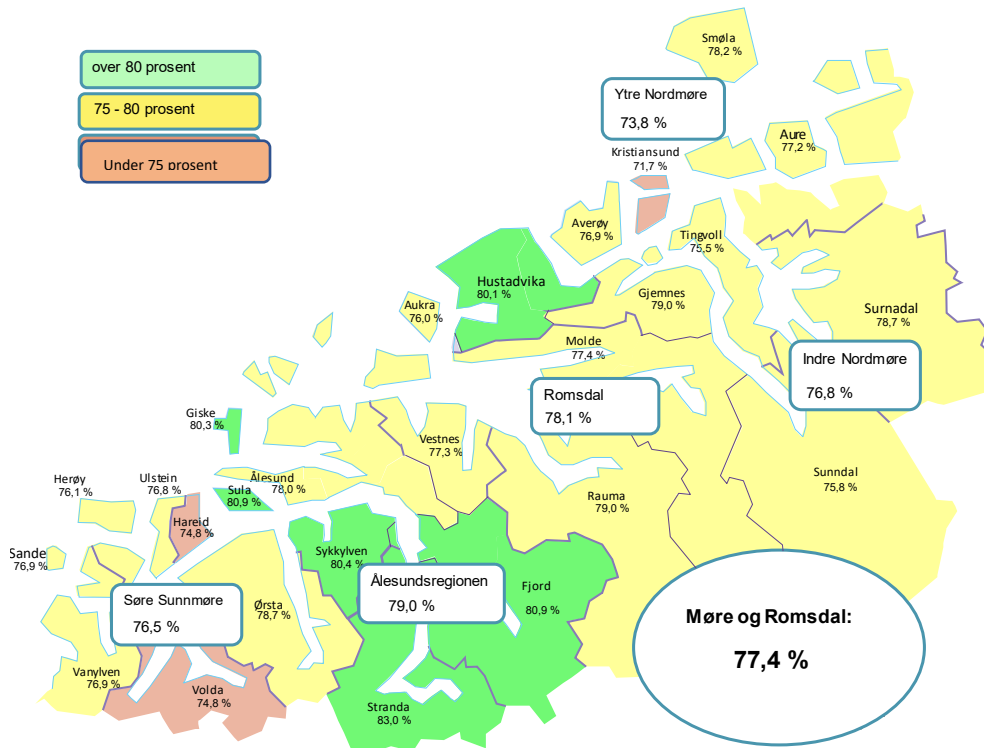 over 80 prosent
75 - 80 prosent
Under 75 prosent
Smøla
78,2 %
Ytre Nordmøre
73,8 %
Kristiansund
71,7 %
Aure
77,2 %
Averøy
76,9 %
Tingvoll
75,5 %
Hustadvika
80,1 %
Gjemnes
79,0 %
Aukra
76,0 %
Surnadal
78,7 %
Molde
77,4 %
Indre Nordmøre
76,8 %
Romsdal
78,1 %
Giske
80,3 %
Vestnes
77,3 %
Herøy
76,1 %
Ulstein
76,8 %
Ålesund
78,0 %
Sula
80,9 %
Rauma
79,0 %
Sunndal
75,8 %
Hareid
74,8 %
Sande
76,9 %
Sykkylven
80,4 %
Ålesundsregionen
79,0 %
Fjord
80,9 %
Søre Sunnmøre
76,5 %
Ørsta
78,7 %
Møre og Romsdal:
77,4 %
Vanylven
76,9 %
Volda
74,8 %
Stranda
83,0 %